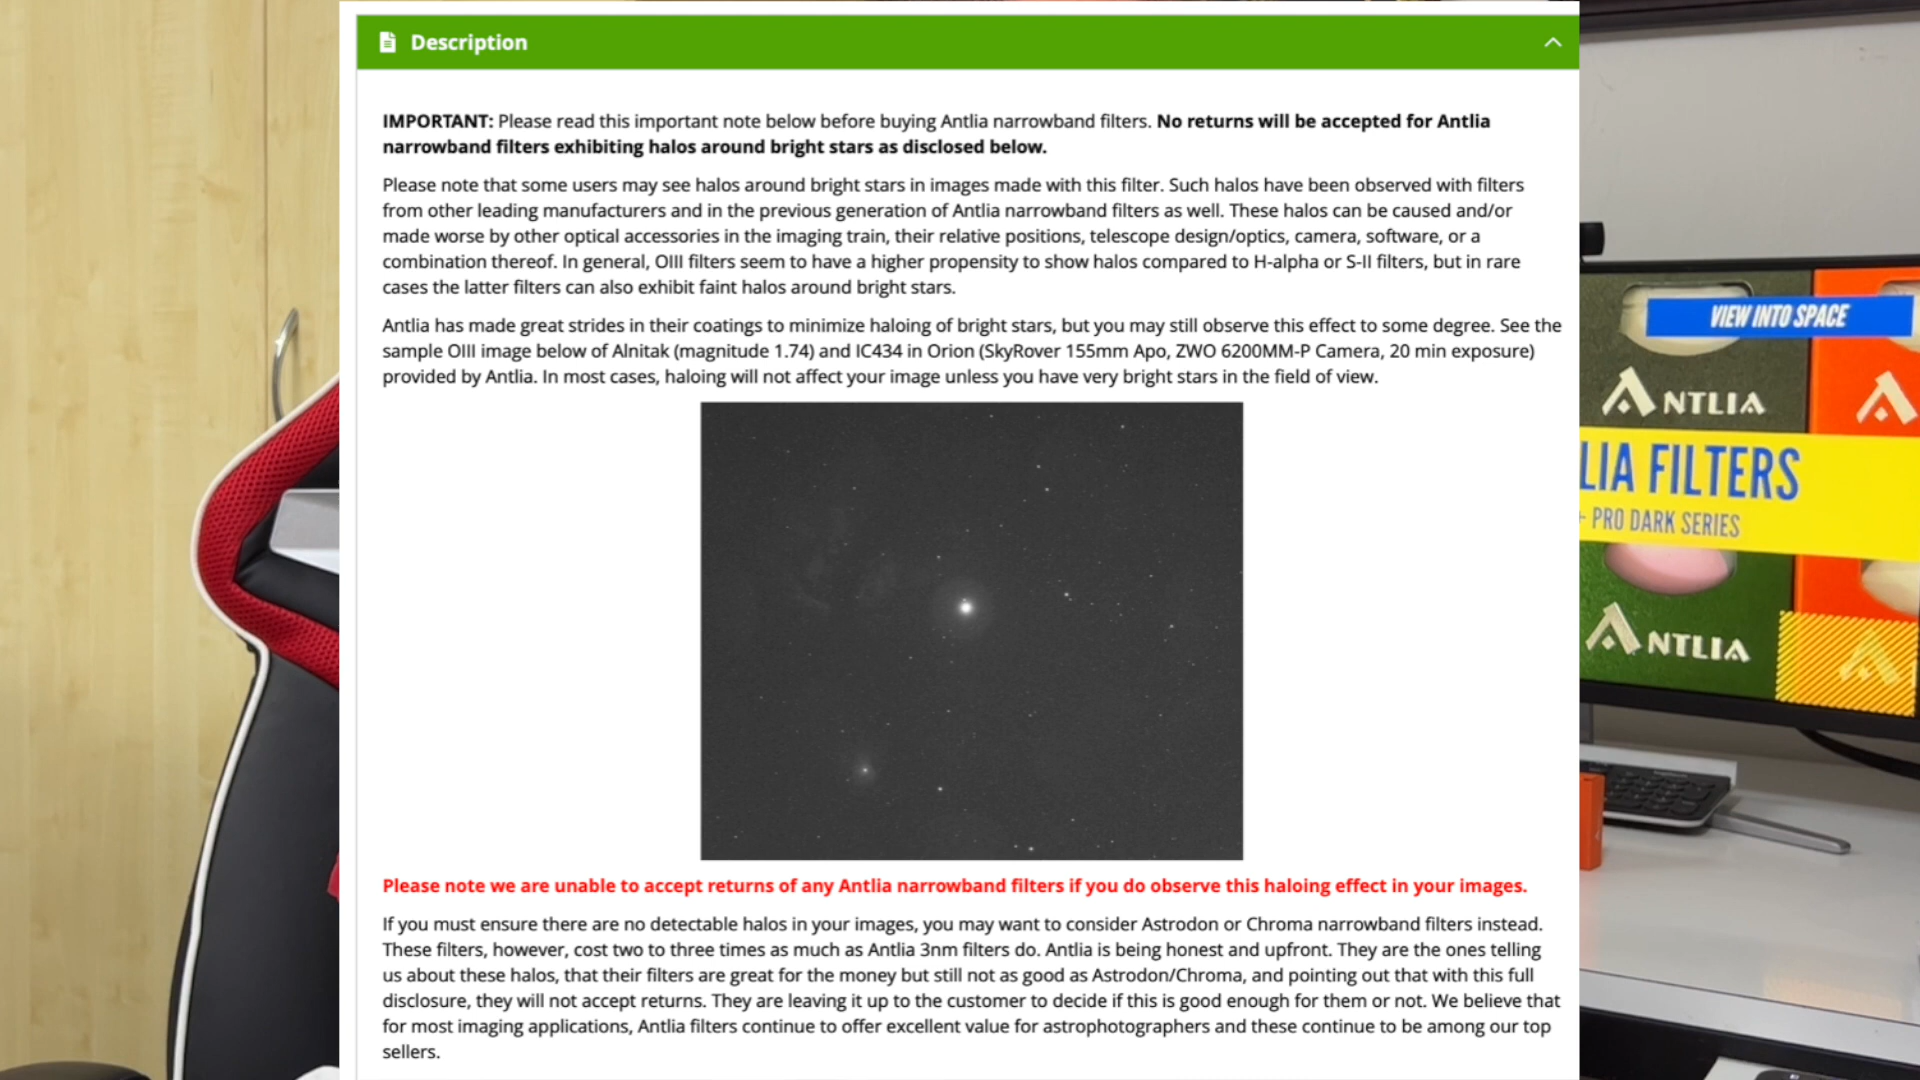 Description
IMPORTANT: Please read this important note below before buying Antlia narrowband filters. No returns will be accepted for Antlia
narrowband filters exhibiting halos around bright stars as disclosed below.
Please note that some users may see halos around bright stars in images made with this filter. Such halos have been observed with filters
from other leading manufacturers and in the previous generation of Antlia narrowband filters as well. These halos can be caused and/or
made worse by other optical accessories in the imaging train, their relative positions, telescope design/optics, camera, software, or a
combination thereof. In general, OIII filters seem to have a higher propensity to show halos compared to H-alpha or S-II filters, but in rare
cases the latter filters can also exhibit faint halos around bright stars.
Antlia has made great strides in their coatings to minimize haloing of bright stars, but you may still observe this effect to some degree. See the
sample OIII image below of Alnitak (magnitude 1.74) and IC434 in Orion (SkyRover 155mm Apo, ZWO 6200MM-P Camera, 20 min exposure)
provided by Antlia. In most cases, haloing will not affect your image unless you have very bright stars in the field of view.
Please note we are unable to accept returns of any Antlia narrowband filters if you do observe this haloing effect in your images.
If you must ensure there are no detectable halos in your images, you may want to consider Astrodon or Chroma narrowband filters instead.
These filters, however, cost two to three times as much as Antlia 3nm filters do. Antlia is being honest and upfront. They are the ones telling
us about these halos, that their filters are great for the money but still not as good as Astrodon/Chroma, and pointing out that with this full
disclosure, they will not accept returns. They are leaving it up to the customer to decide if this is good enough for them or not. We believe that
for most imaging applications, Antlia filters continue to offer excellent value for astrophotographers and these continue to be among our top
sellers.
VIEW INTO SPACE
ANTLIA
LIA FILTERS
- PRO DARK SERIES
ANTLIA